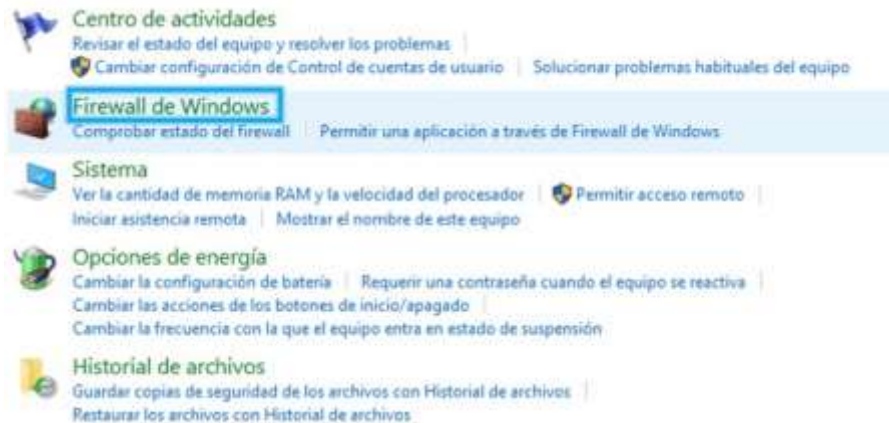 Centro de actividades
Revisar el estado del equipo y resolver los problemas
Cambiar configuración de Control de cuentas de usuario Solucionar problemas habituales del equipo
Firewall de Windows
Comprobar estado del firewall Permitir una aplicación a través de Firewall de Windows
Sistema
Ver la cantidad de memoria RAM y la velocidad del procesador Permitir acceso remoto
Iniciar asistencia remota Mostrar el nombre de este equipo
Opciones de energía
Cambiar la configuración de batería Requerir una contraseña cuando el equipo se reactiva
Cambiar las acciones de los botones de inicio/apagado
Cambiar la frecuencia con la que el equipo entra en estado de suspensión
Historial de archivos
Guardar copias de seguridad de los archivos con Historial de archivos
Restaurar los archivos con Historial de archivos